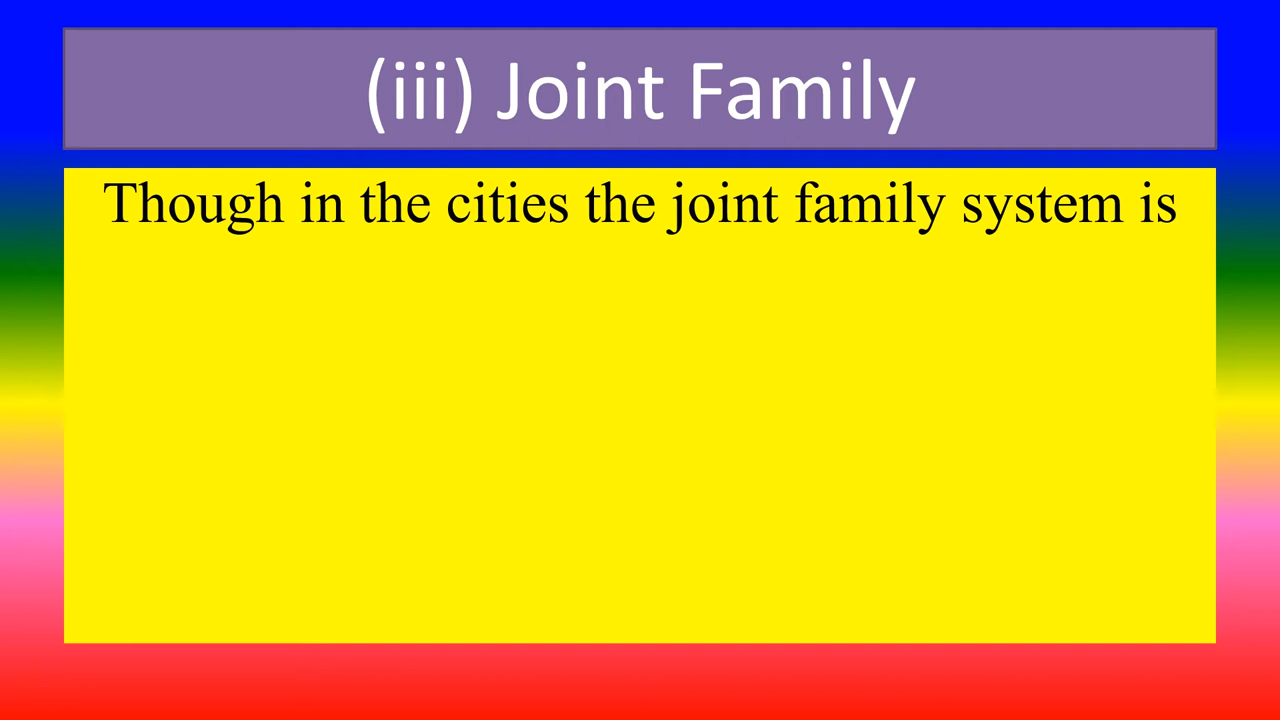 (iii) Joint Family
Though in the cities the joint family system is